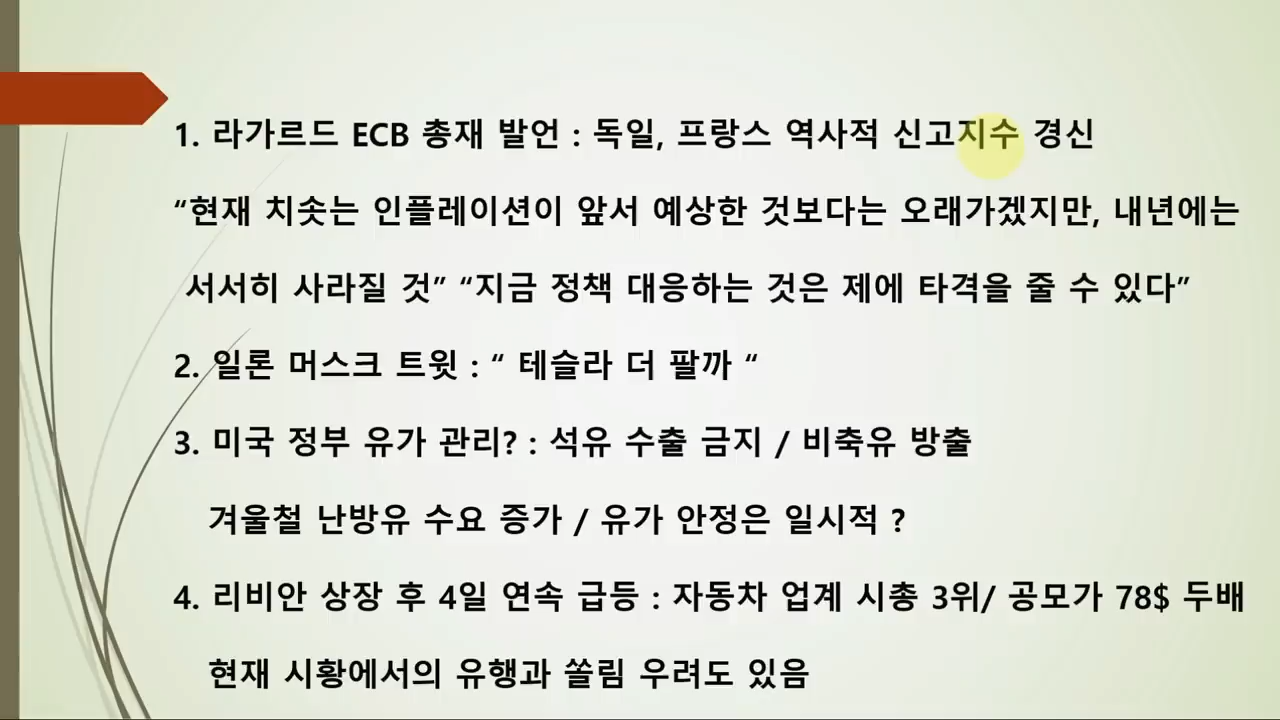 1. 라가르드 ECB 총재 발언 : 독일, 프랑스 역사적 신고지수 경신
“현재 치솟는 인플레이션이 앞서 예상한 것보다는 오래가겠지만, 내년에는
서서히 사라질 것” “지금 정책 대응하는 것은 제에 타격을 줄 수 있다”
2. 일론 머스크 트윗 : “ 테슬라 더 팔까 “
3. 미국 정부 유가 관리? : 석유 수출 금지 / 비축유 방출
겨울철 난방유 수요 증가 / 유가 안정은 일시적 ?
4. 리비안 상장 후 4일 연속 급등 : 자동차 업계 시총 3위/ 공모가 78$ 두배
현재 시황에서의 유행과 쏠림 우려도 있음